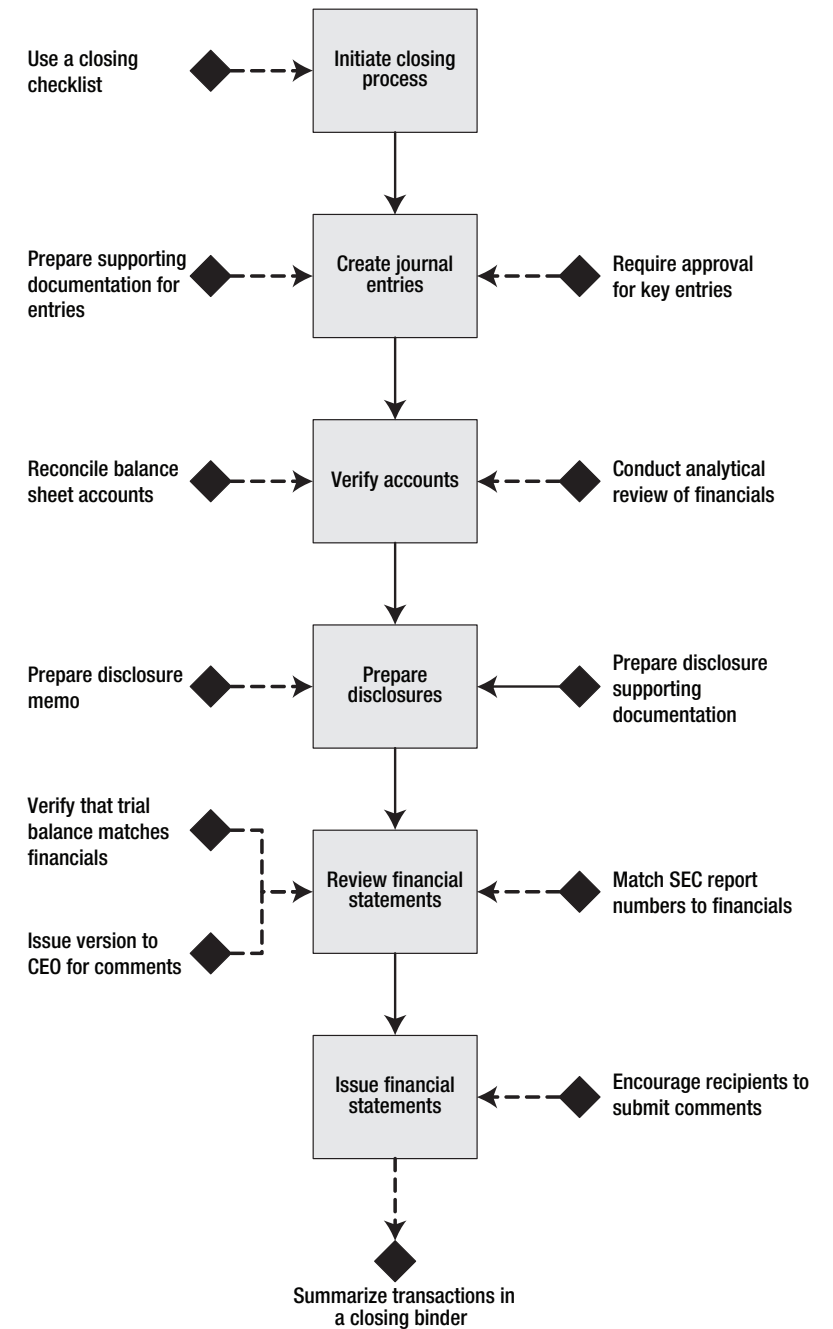 Use a closing
checklist
Initiate closing
process
Prepare supporting
documentation for
entries
Create journal
entries
Require approval
for key entries
Reconcile balance
sheet accounts
Verify accounts
Conduct analytical
review of financials
Prepare disclosure
memo
Prepare
disclosures
Prepare disclosure
supporting
documentation
Verify that trial
balance matches
financials
Issue version to
CEO for comments
Review financial
statements
Match SEC report
numbers to financials
Issue financial
statements
Encourage recipients to
submit comments
Summarize transactions in
a closing binder